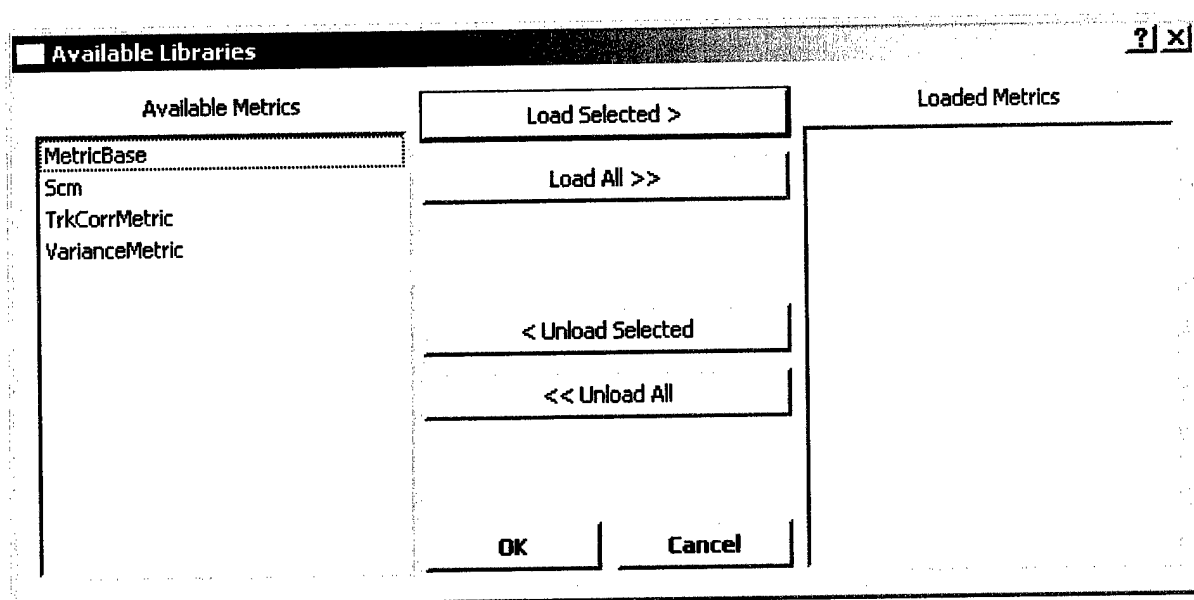 Available Libraries
? ×
Available Metrics
MetricBase
Scm
TrkCorrMetric
VarianceMetric
Load Selected >
Load All >>
< Unload Selected
<< Unload All
OK
Cancel
Loaded Metrics